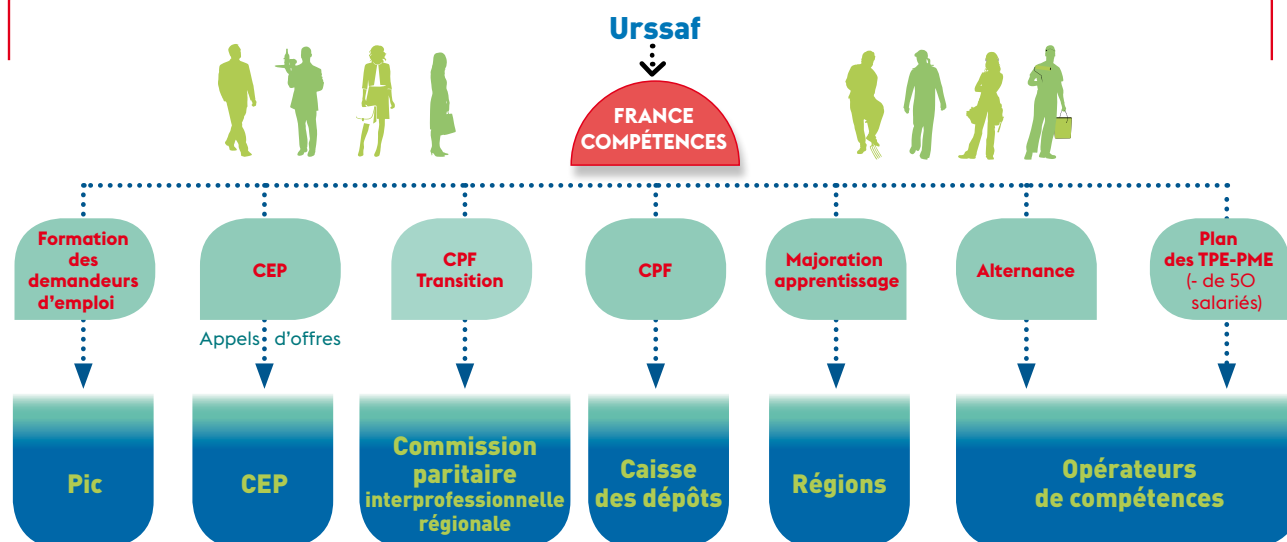 Urssaf
FRANCE
COMPÉTENCES
Formation
des
demandeurs
d'emploi
CEP
CPF
Transition
CPF
Majoration
apprentissage
Alternance
Plan
des TPE-PME
(- de 50
salariés)
Appels d'offres
Pic
CEP
Commission
paritaire
interprofessionnelle
régionale
Caisse
des dépôts
Régions
Opérateurs
de compétences